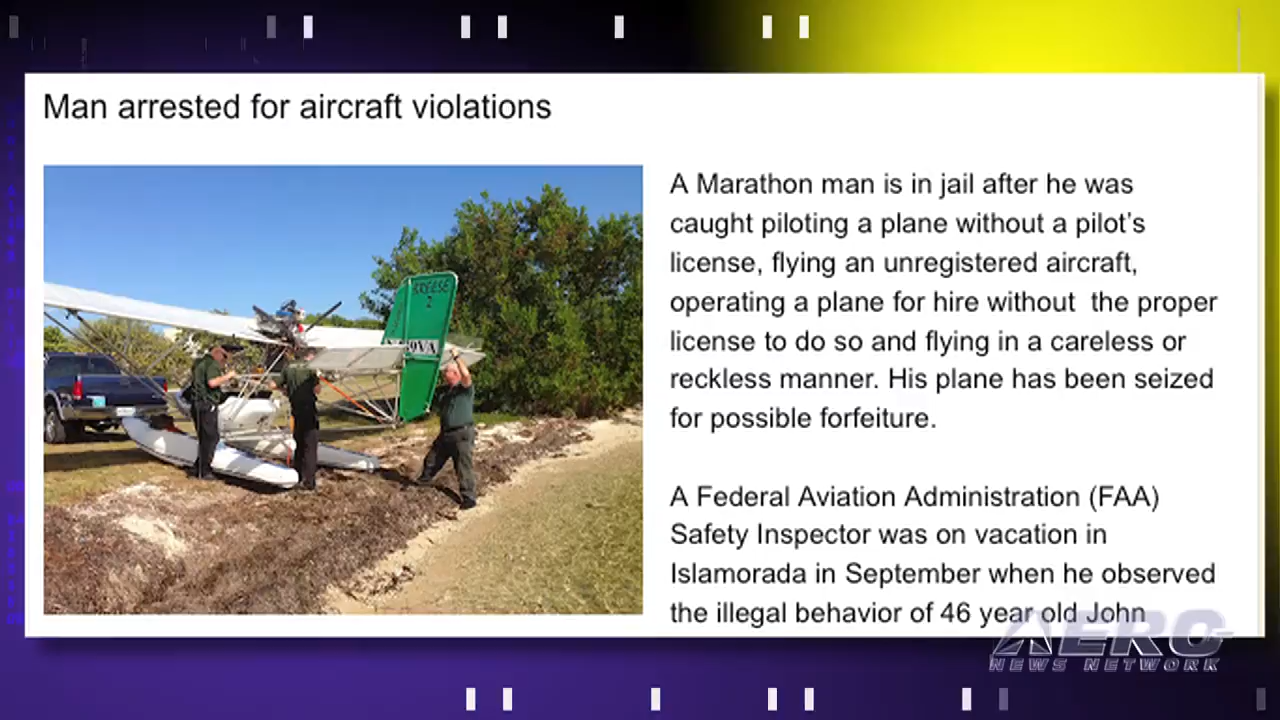 Man arrested for aircraft violations
A Marathon man is in jail after he was
caught piloting a plane without a pilot's
license, flying an unregistered aircraft,
operating a plane for hire without the proper
license to do so and flying in a careless or
reckless manner. His plane has been seized
for possible forfeiture.
A Federal Aviation Administration (FAA)
Safety Inspector was on vacation in
Islamorada in September when he observed
the illegal behavior of 46 year old John
AERO
NEWS NETWORK